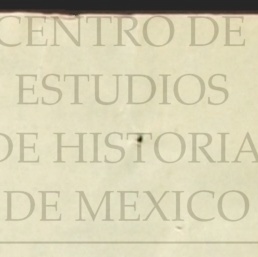 CENTRO DE
ESTUDIOS
DE HISTORIA
DE MEXICO